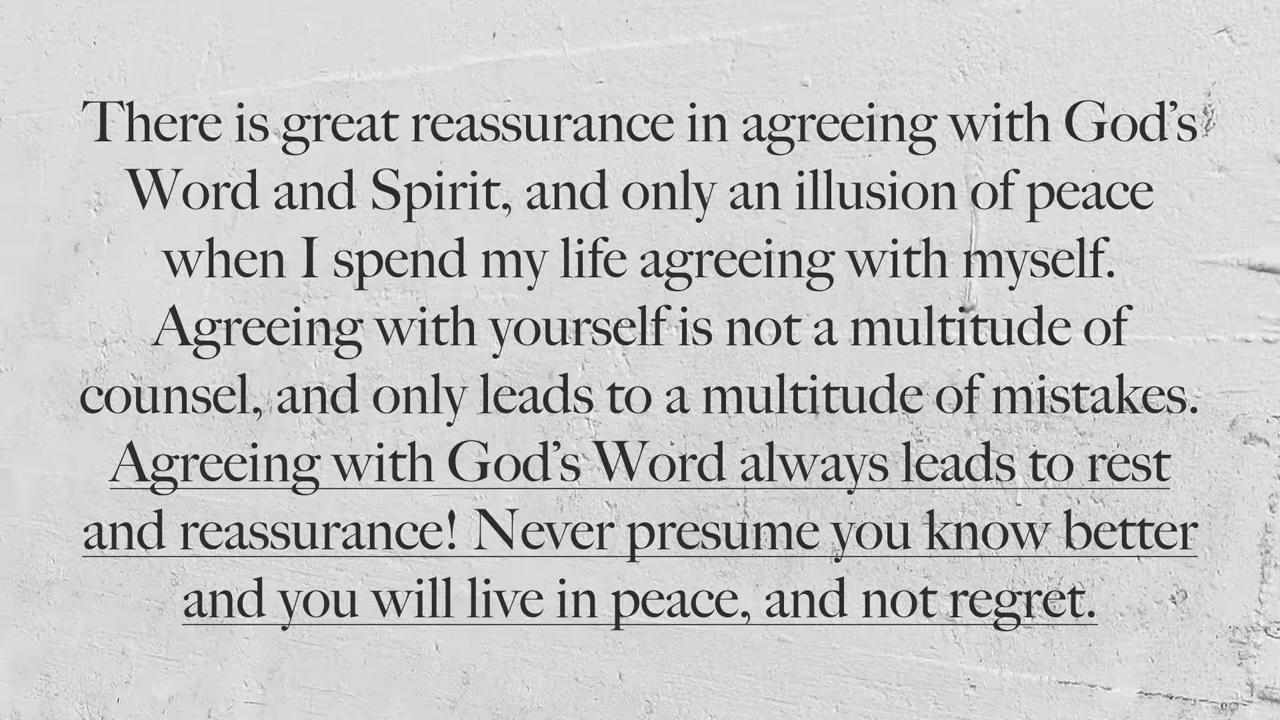 There is great reassurance in agreeing with God’s
Word and Spirit, and only an illusion of peace
when I spend my life agreeing with myself.
Agreeing with yourself is not a multitude of
counsel, and only leads to a multitude of mistakes.
Agreeing with God’s Word always leads to rest
and reassurance! Never presume you know better
and you will live in peace, and not regret.